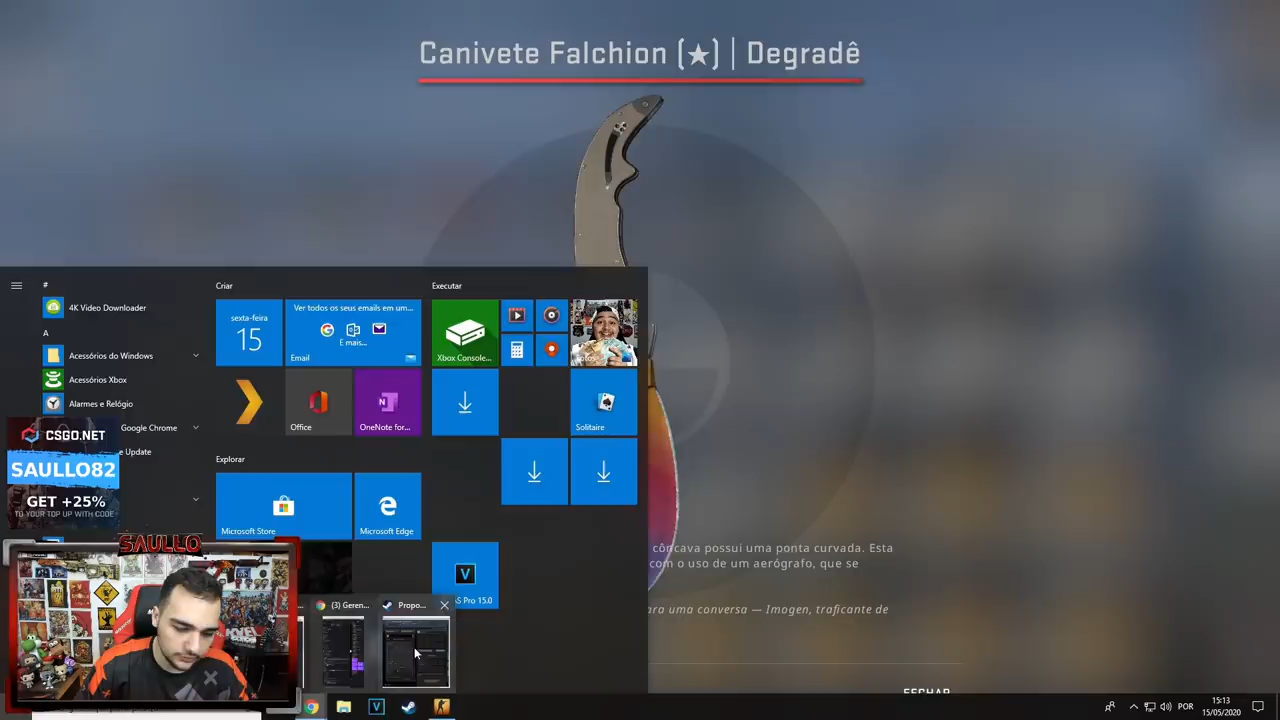 Canivete Falchion (★) | Degradê
#
4K Video Downloader
A
Acessórios do Windows
Acessórios Xbox
Alarmes e Relógio
Google Chrome
e Update
Criar
sexta-feira
15
Ver todos os seus emails em um...
E mais...
Email
Office
OneNote for...
Explorar
Microsoft Store
Microsoft Edge
Executar
Xbox Console...
Fotos
Solitaire
V
AS Pro 15.0
CSGO.NET
SAULLO82
GET +25%
TO YOUR TOP UP WITH CODE
SAULLO
(3) Geren...
Propo...
côncava possui uma ponta curvada. Esta
com o uso de um aerógrafo, que se
ara uma conversa — Imogen, traficante de
FECHAR
V
POR
15:13
15/05/2020